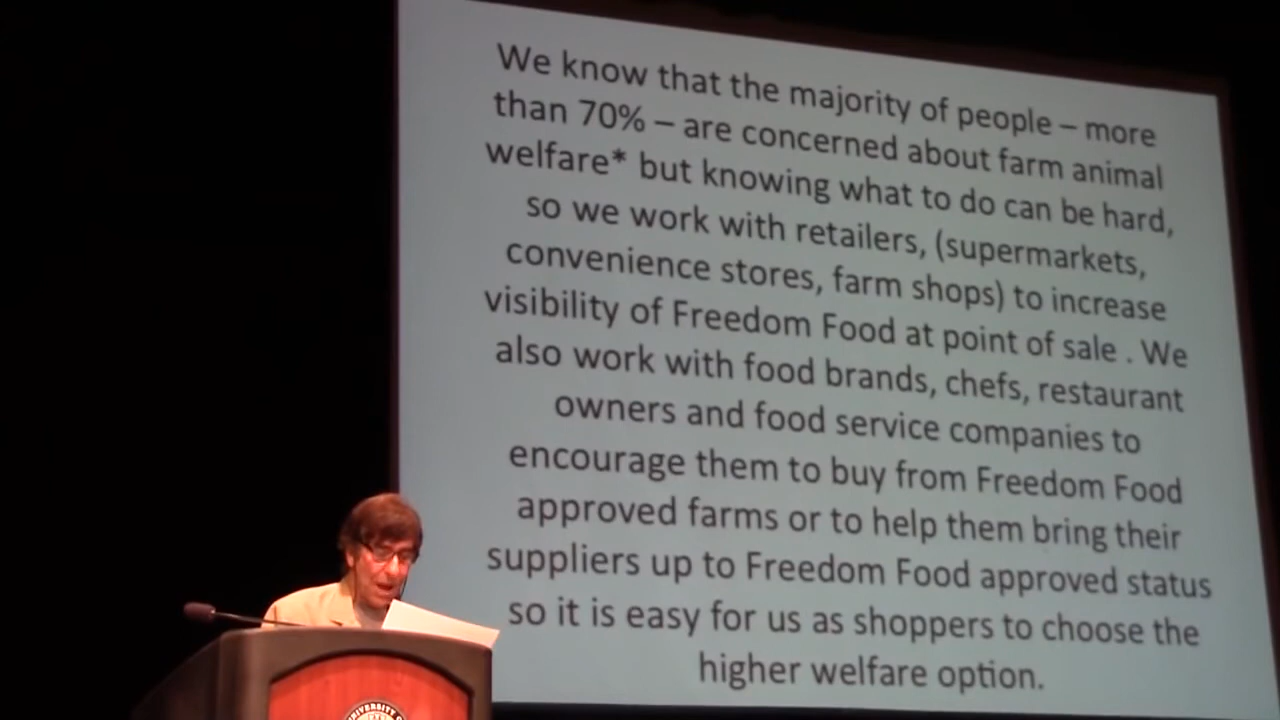 We know that the majority of people – more
than 70% – are concerned about farm animal
welfare* but knowing what to do can be hard,
so we work with retailers, (supermarkets,
convenience stores, farm shops) to increase
visibility of Freedom Food at point of sale . We
also work with food brands, chefs, restaurant
owners and food service companies to
encourage them to buy from Freedom Food
approved farms or to help them bring their
suppliers up to Freedom Food approved status
so it is easy for us as shoppers to choose the
higher welfare option.
UNIVERSITY